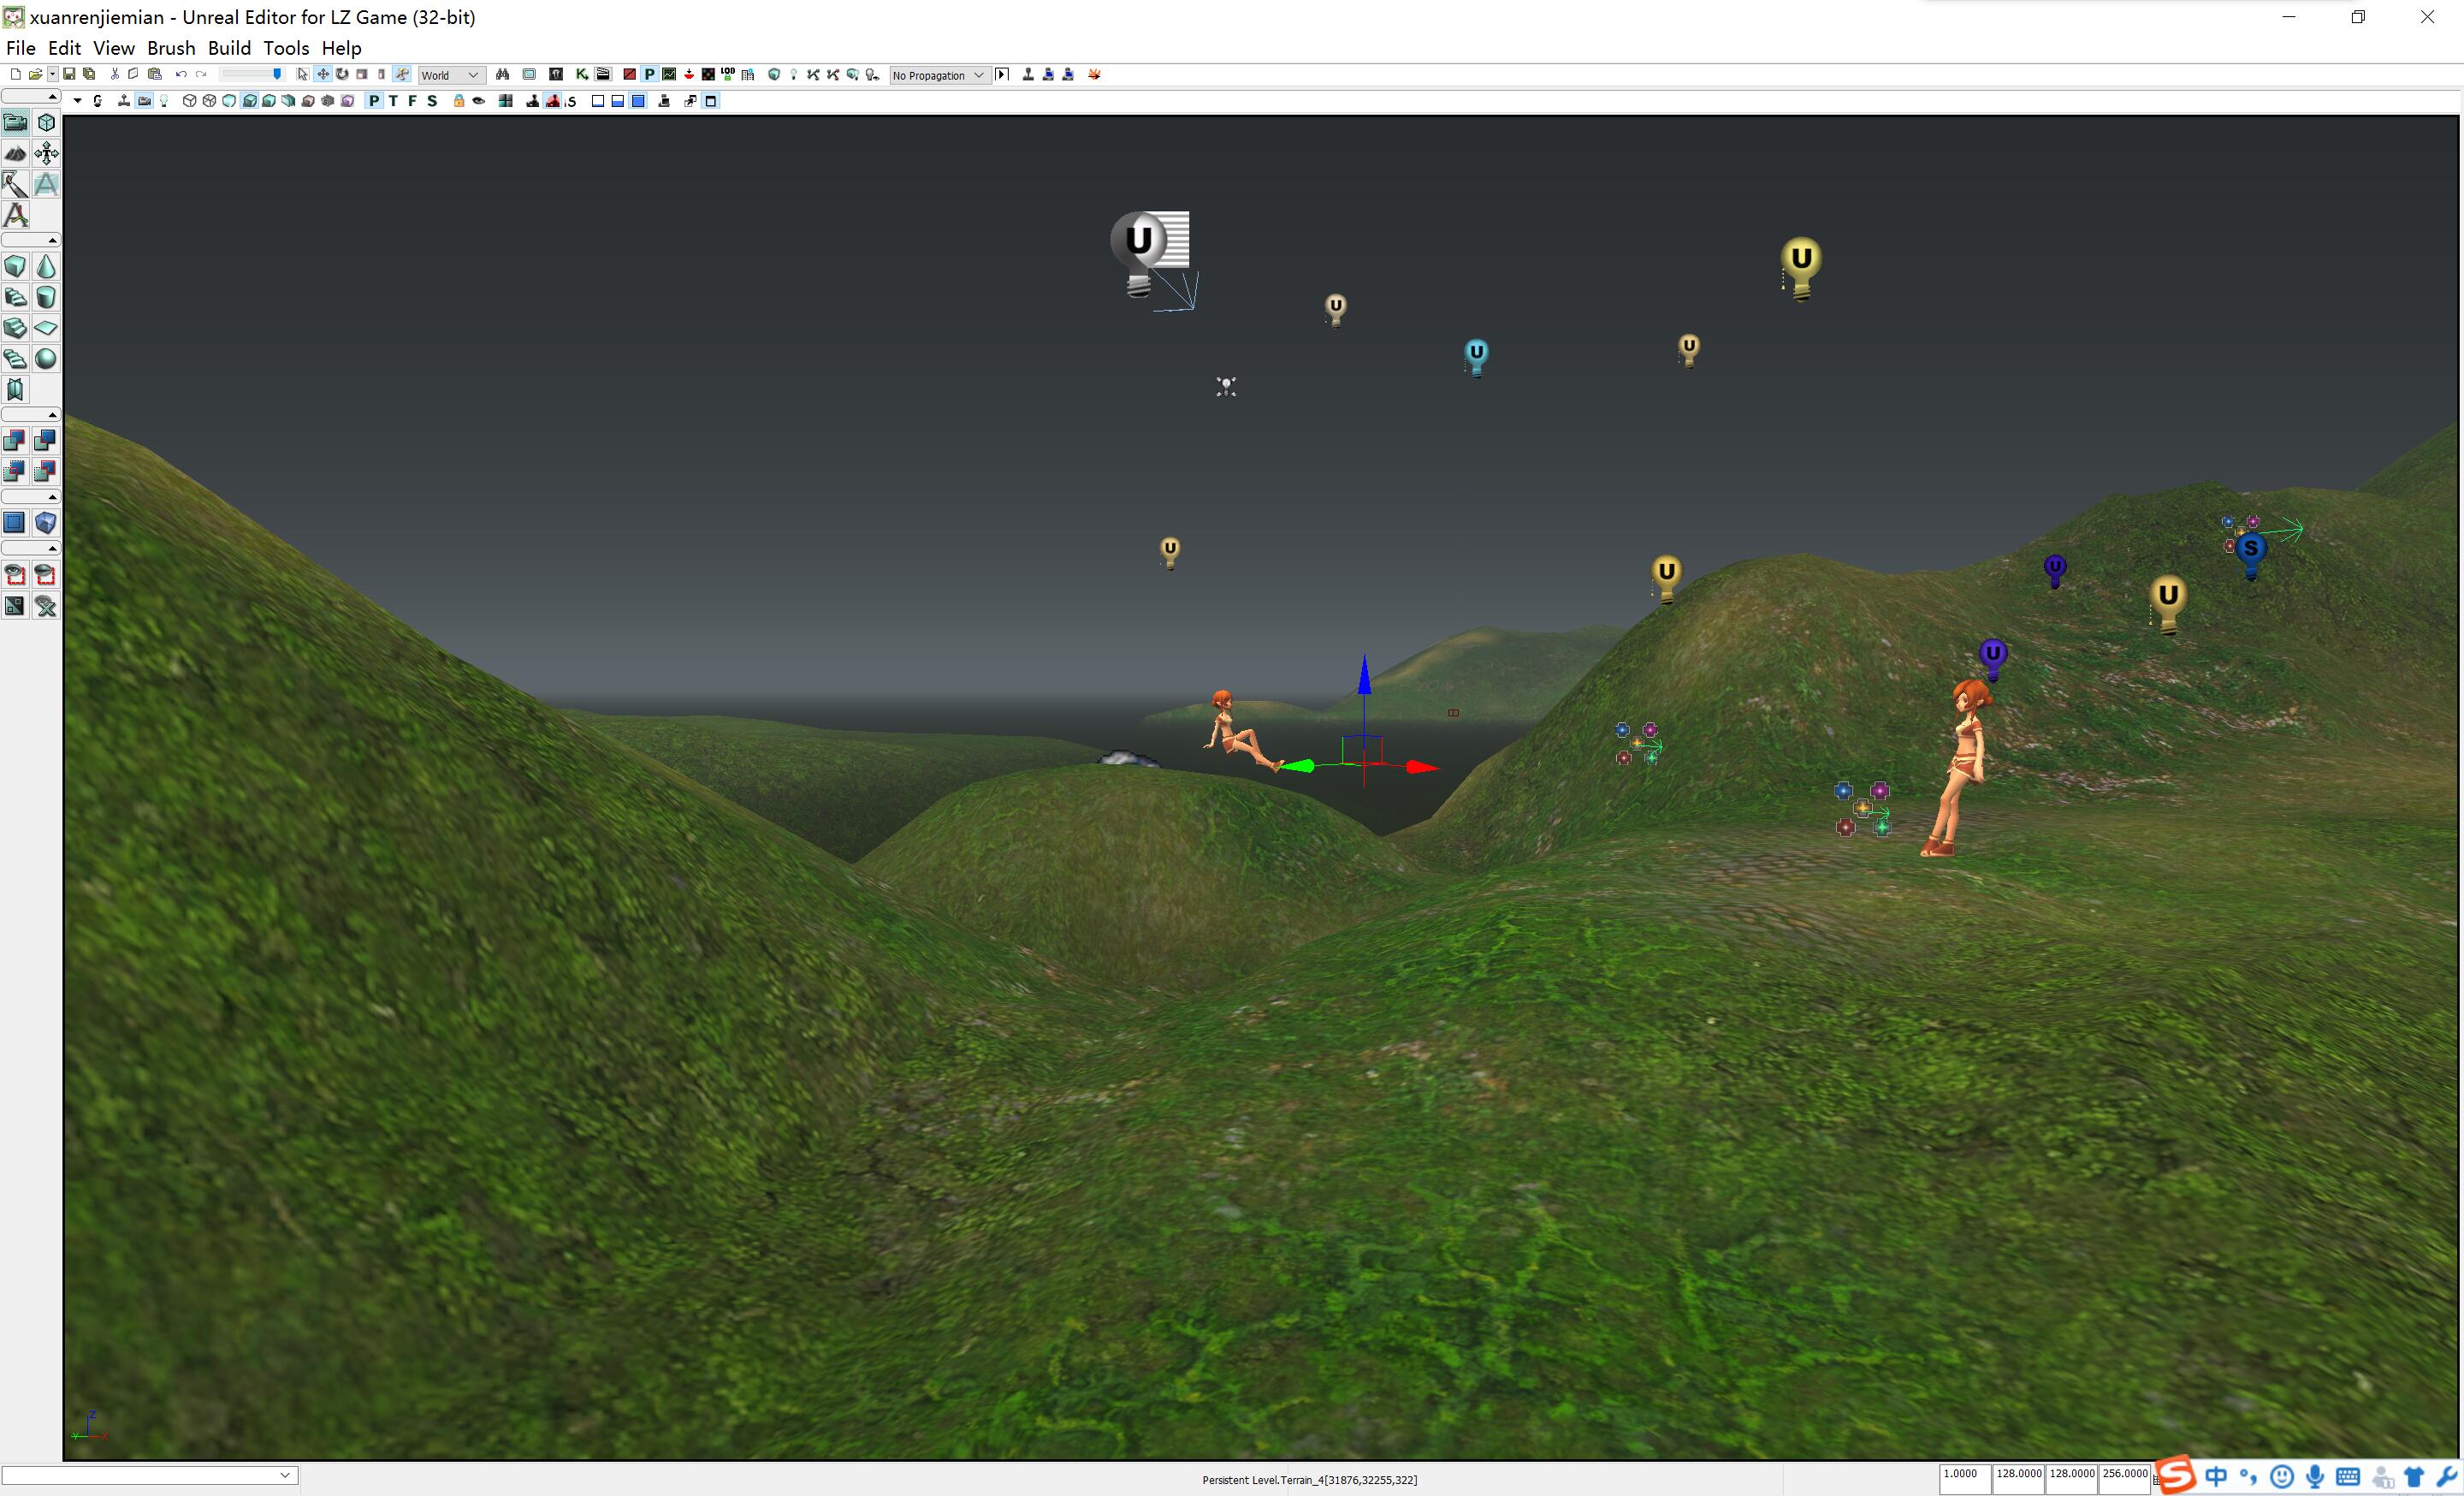 xuanrenjiemian - Unreal Editor for LZ Game (32-bit)
File Edit View Brush Build Tools Help
World
P
LOD
No Propagation
P T F S
S
U
U
U
U
U
U
U
S
U
U
U
Z
Y
X
Persistent Level.Terrain_4[31876,32255,322]
1.0000
128.0000
128.0000
256.0000
S
中